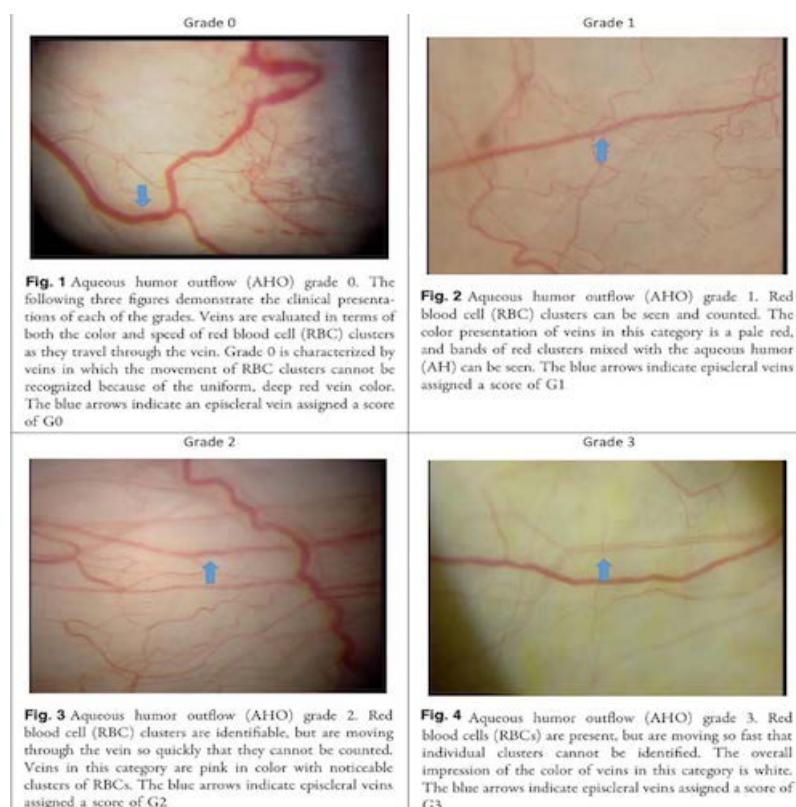 Grade 0
Fig. 1 Aqueous humor outflow (AHO) grade 0. The
following three figures demonstrate the clinical presenta-
tions of each of the grades. Veins are evaluated in terms of
both the color and speed of red blood cell (RBC) clusters
as they travel through the vein. Grade 0 is characterized by
veins in which the movement of RBC clusters cannot be
recognized because of the uniform, deep red vein color.
The blue arrows indicate an episcleral vein assigned a score
of G0
Grade 1
Fig. 2 Aqueous humor outflow (AHO) grade 1. Red
blood cell (RBC) clusters can be seen and counted. The
color presentation of veins in this category is a pale red,
and bands of red clusters mixed with the aqueous humor
(AH) can be seen. The blue arrows indicate episcleral veins
assigned a score of G1
Grade 2
Fig. 3 Aqueous humor outflow (AHO) grade 2. Red
blood cell (RBC) clusters are identifiable, but are moving
through the vein so quickly that they cannot be counted.
Veins in this category are pink in color with noticeable
clusters of RBCs. The blue arrows indicate episcleral veins
assigned a score of G2
Grade 3
Fig. 4 Aqueous humor outflow (AHO) grade 3. Red
blood cells (RBCs) are present, but are moving so fast that
individual clusters cannot be identified. The overall
impression of the color of veins in this category is white.
The blue arrows indicate episcleral veins assigned a score of
G3